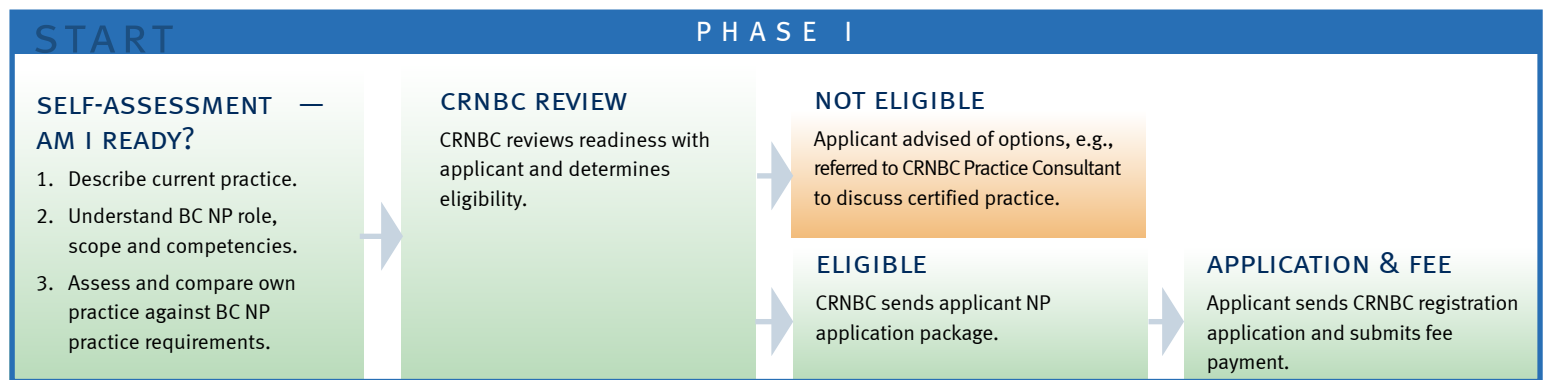 START
PHASE I
SELF-ASSESSMENT —
AM I READY?
1. Describe current practice.
2. Understand BC NP role,
scope and competencies.
3. Assess and compare own
practice against BC NP
practice requirements.
CRNBC REVIEW
CRNBC reviews readiness with
applicant and determines
eligibility.
NOT ELIGIBLE
Applicant advised of options, e.g.,
referred to CRNBC Practice Consultant
to discuss certified practice.
ELIGIBLE
CRNBC sends applicant NP
application package.
APPLICATION & FEE
Applicant sends CRNBC registration
application and submits fee
payment.